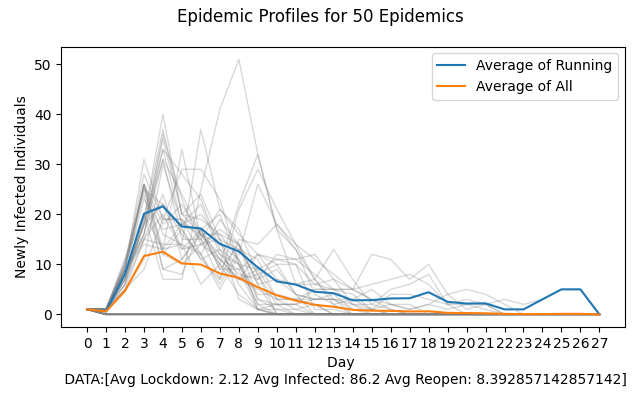 Epidemic Profiles for 50 Epidemics
Newly Infected Individuals
50
40
30
20
10
0
Average of Running
Average of All
0 1 2 3 4 5 6 7 8 9 10 11 12 13 14 15 16 17 18 19 20 21 22 23 24 25 26 27
Day
DATA:[Avg Lockdown: 2.12 Avg Infected: 86.2 Avg Reopen: 8.392857142857142]